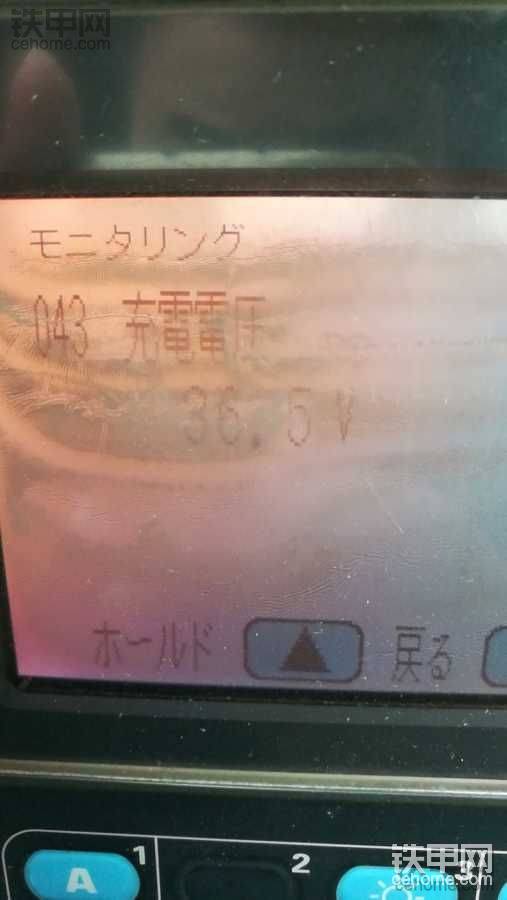 铁甲网
cehome.com
モニタリング
043 充電電圧
36.5V
ホールド ▲ 戻る
A 1 2 3
铁甲网
cehome.com